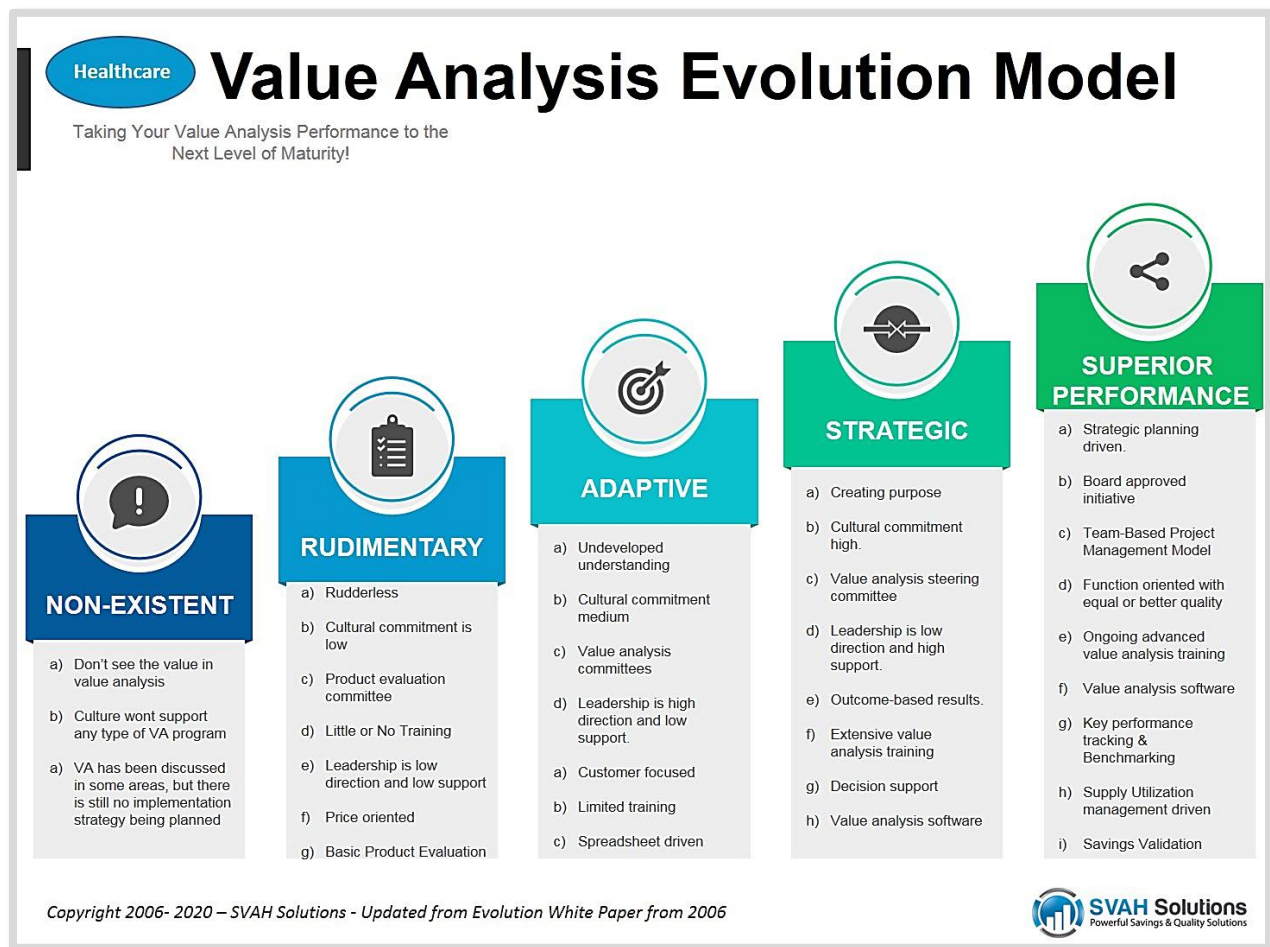 Healthcare
Value Analysis Evolution Model
Taking Your Value Analysis Performance to the
Next Level of Maturity!
NON-EXISTENT
a) Don't see the value in
value analysis
b) Culture wont support
any type of VA program
a) VA has been discussed
in some areas, but there
is still no implementation
strategy being planned
RUDIMENTARY
a) Rudderless
b) Cultural commitment is
low
c) Product evaluation
committee
d) Little or No Training
e) Leadership is low
direction and low support
f) Price oriented
g) Basic Product Evaluation
ADAPTIVE
a) Undeveloped
understanding
b) Cultural commitment
medium
c) Value analysis
committees
d) Leadership is high
direction and low
support.
a) Customer focused
b) Limited training
c) Spreadsheet driven
STRATEGIC
a) Creating purpose
b) Cultural commitment
high.
c) Value analysis steering
committee
d) Leadership is low
direction and high
support.
e) Outcome-based results.
f) Extensive value
analysis training
g) Decision support
h) Value analysis software
SUPERIOR
PERFORMANCE
a) Strategic planning
driven.
b) Board approved
initiative
c) Team-Based Project
Management Model
d) Function oriented with
equal or better quality
e) Ongoing advanced
value analysis training
f) Value analysis software
g) Key performance
tracking &
Benchmarking
h) Supply Utilization
management driven
i) Savings Validation
Copyright 2006- 2020 – SVAH Solutions - Updated from Evolution White Paper from 2006
SVAH Solutions
Powerful Savings & Quality Solutions